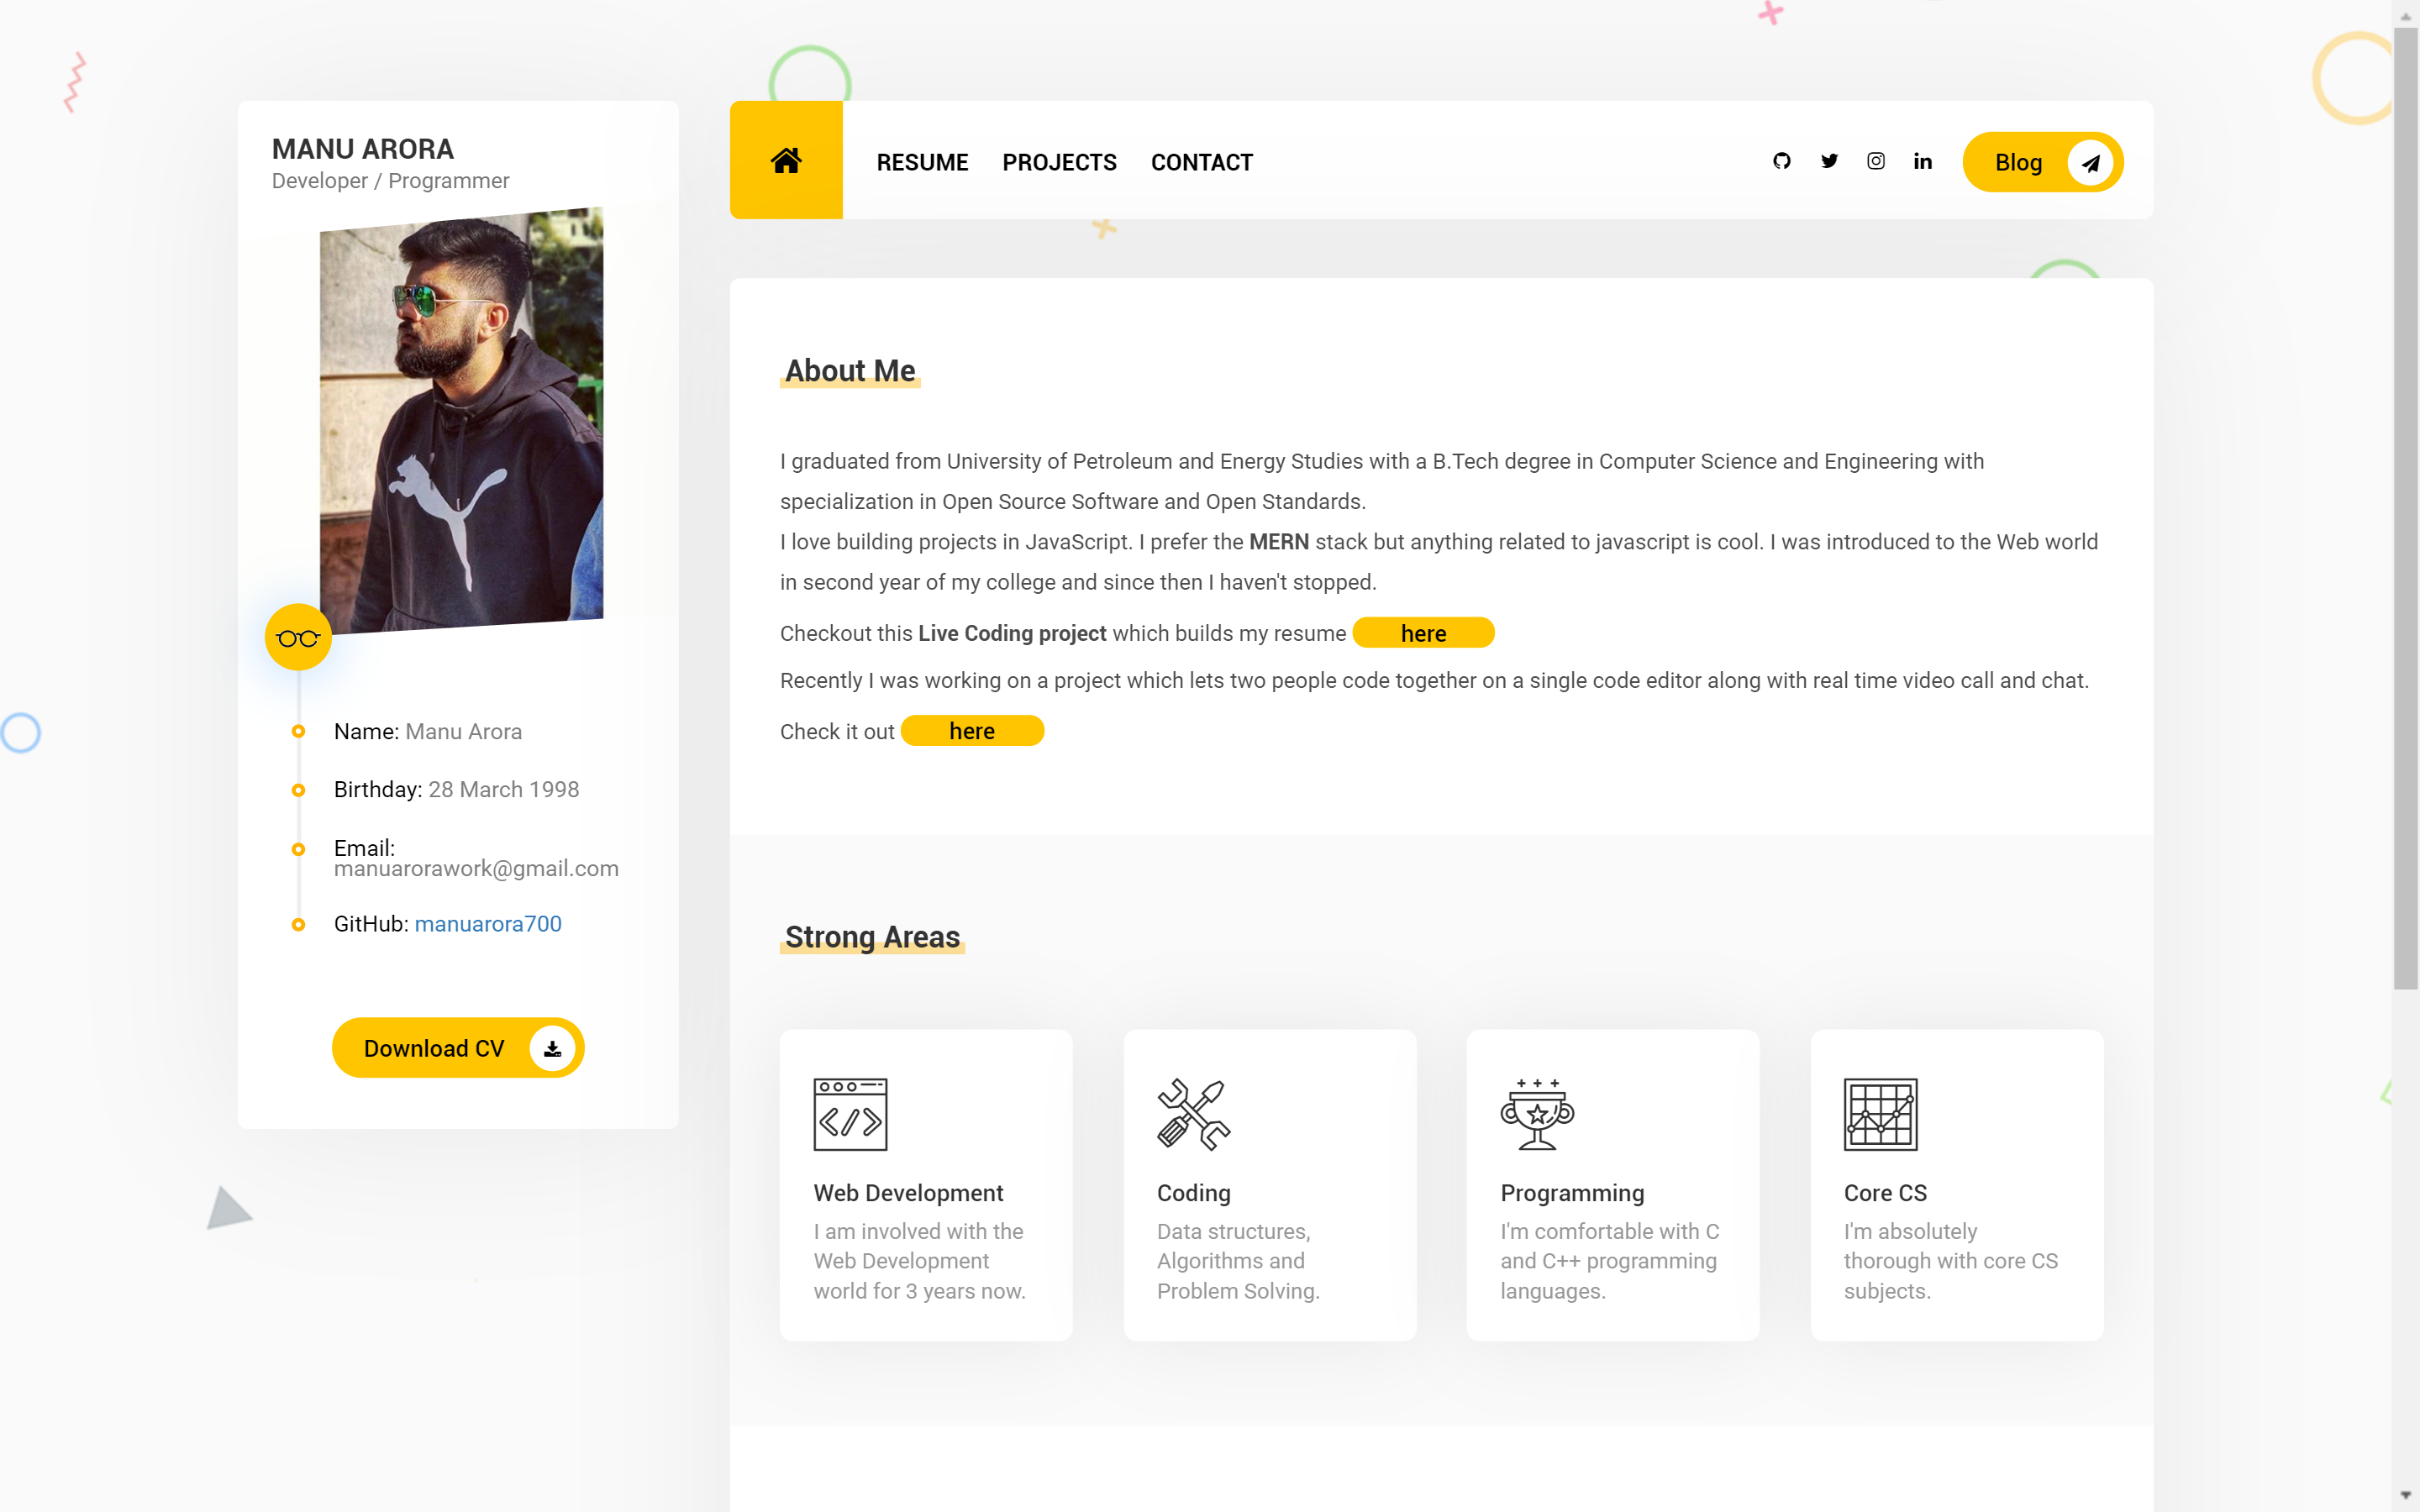 MANU ARORA
Developer / Programmer
Name: Manu Arora
Birthday: 28 March 1998
Email:
manuarorawork@gmail.com
GitHub: manuarora700
Download CV
RESUME PROJECTS CONTACT
Blog
About Me
I graduated from University of Petroleum and Energy Studies with a B.Tech degree in Computer Science and Engineering with
specialization in Open Source Software and Open Standards.
I love building projects in JavaScript. I prefer the MERN stack but anything related to javascript is cool. I was introduced to the Web world
in second year of my college and since then I haven't stopped.
Checkout this Live Coding project which builds my resume here
Recently I was working on a project which lets two people code together on a single code editor along with real time video call and chat.
Check it out here
Strong Areas
Web Development
I am involved with the
Web Development
world for 3 years now.
Coding
Data structures,
Algorithms and
Problem Solving.
Programming
I'm comfortable with C
and C++ programming
languages.
Core CS
I'm absolutely
thorough with core CS
subjects.